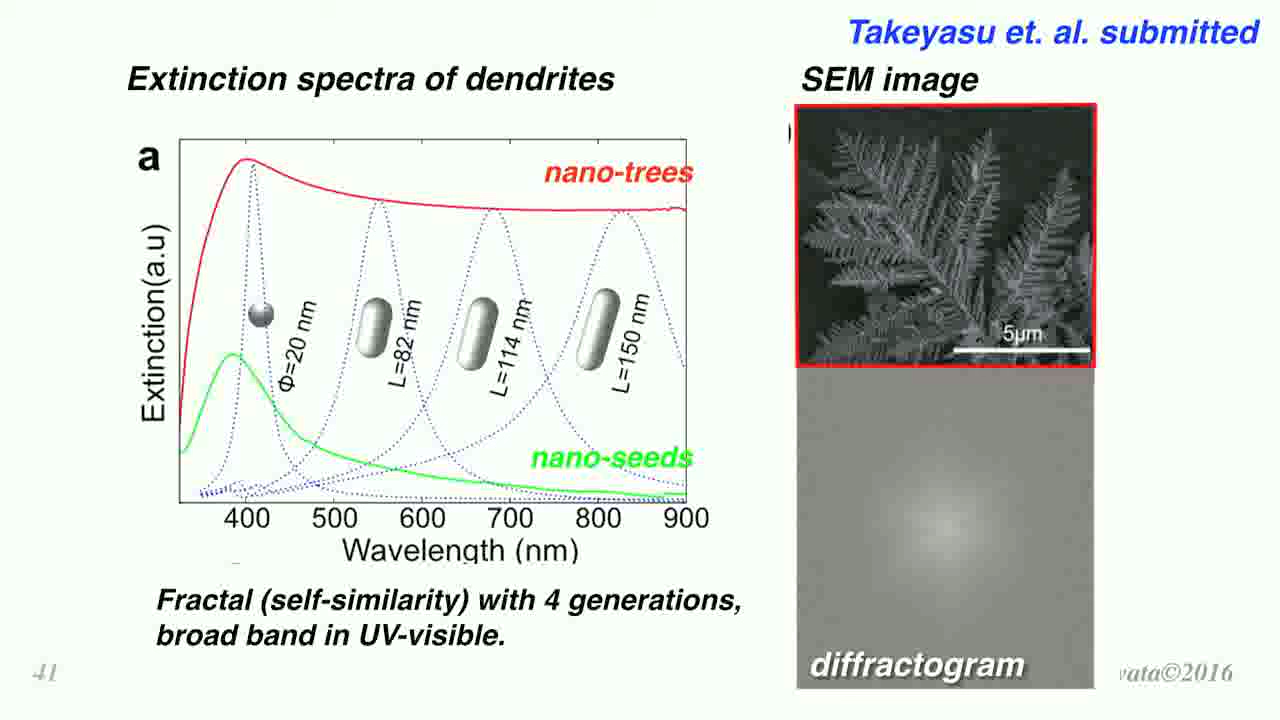 Takeyasu et. al. submitted
Extinction spectra of dendrites
SEM image
a
nano-trees
Extinction(a.u)
Φ=20 nm
L=82 nm
L=114 nm
L=150 nm
5μm
nano-seeds
400 500 600 700 800 900
Wavelength (nm)
Fractal (self-similarity) with 4 generations,
broad band in UV-visible.
diffractogram
41
vata©2016